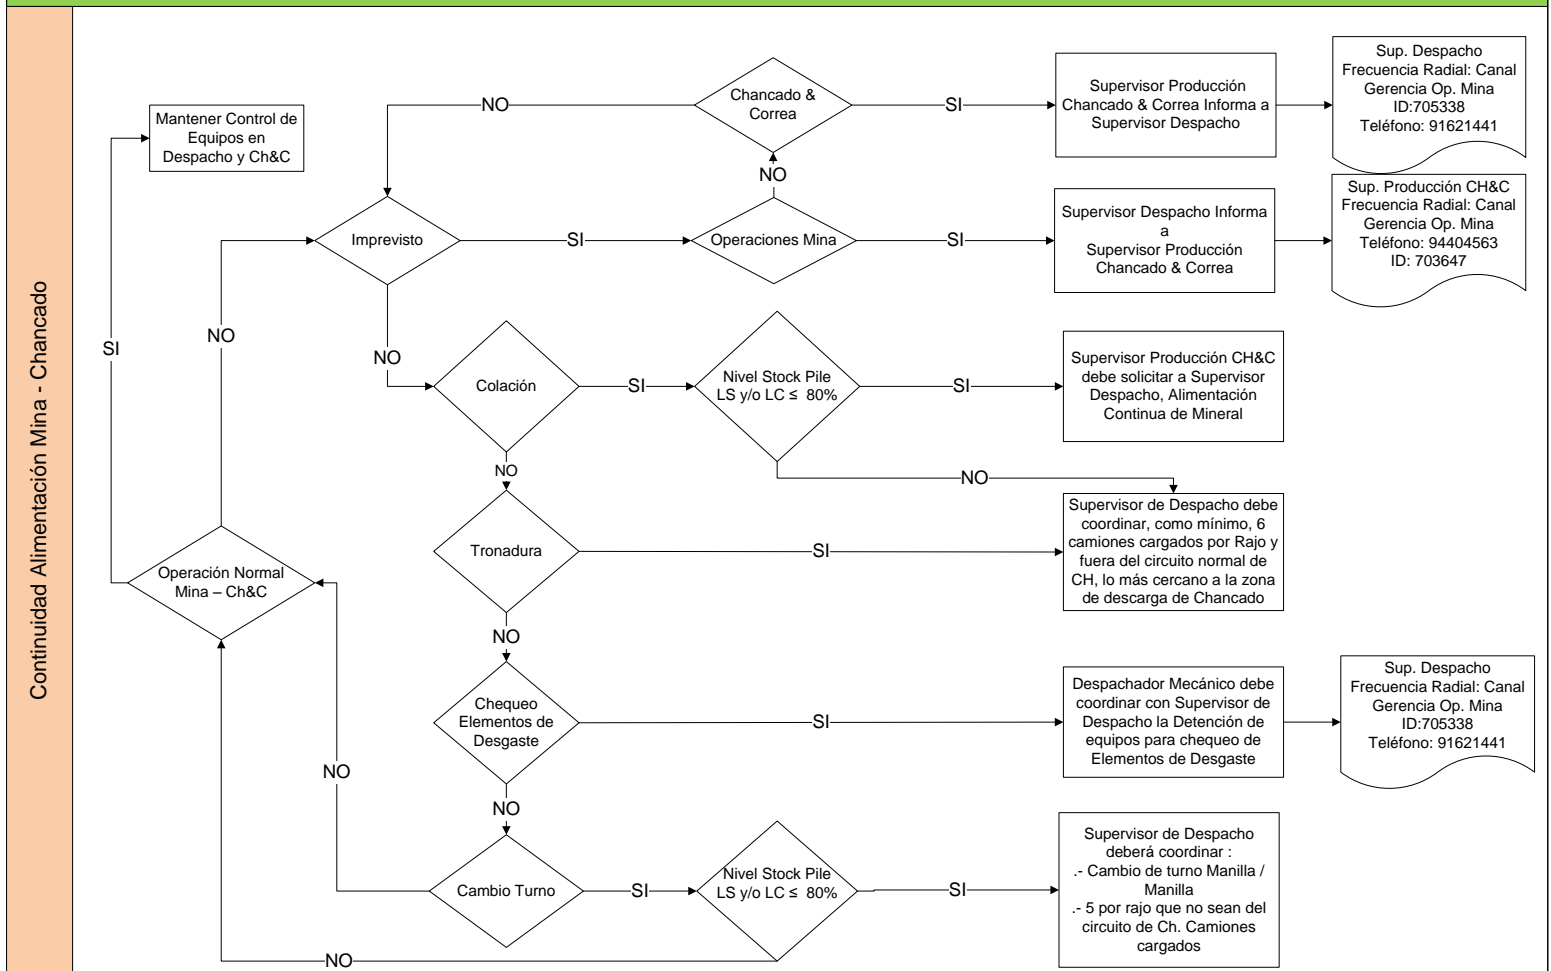 Continuidad Alimentación Mina - Chancado
Mantener Control de
Equipos en
Despacho y Ch&C
NO
Chancado &
Correa
SI
Supervisor Producción
Chancado & Correa Informa a
Supervisor Despacho
Sup. Despacho
Frecuencia Radial: Canal
Gerencia Op. Mina
ID:705338
Teléfono: 91621441
NO
Imprevisto
SI
Operaciones Mina
SI
Supervisor Despacho Informa
a
Supervisor Producción
Chancado & Correa
Sup. Producción CH&C
Frecuencia Radial: Canal
Gerencia Op. Mina
Teléfono: 94404563
ID: 703647
SI
NO
NO
Colación
SI
Nivel Stock Pile
LS y/o LC ≤ 80%
SI
Supervisor Producción CH&C
debe solicitar a Supervisor
Despacho, Alimentación
Continua de Mineral
NO
NO
Tronadura
SI
Supervisor de Despacho debe
coordinar, como mínimo, 6
camiones cargados por Rajo y
fuera del circuito normal de
CH, lo más cercano a la zona
de descarga de Chancado
Operación Normal
Mina – Ch&C
NO
Chequeo
Elementos de
Desgaste
SI
Despachador Mecánico debe
coordinar con Supervisor de
Despacho la Detención de
equipos para chequeo de
Elementos de Desgaste
Sup. Despacho
Frecuencia Radial: Canal
Gerencia Op. Mina
ID:705338
Teléfono: 91621441
NO
NO
Cambio Turno
SI
Nivel Stock Pile
LS y/o LC ≤ 80%
SI
Supervisor de Despacho
deberá coordinar :
.- Cambio de turno Manilla /
Manilla
.- 5 por rajo que no sean del
circuito de Ch. Camiones
cargados
NO